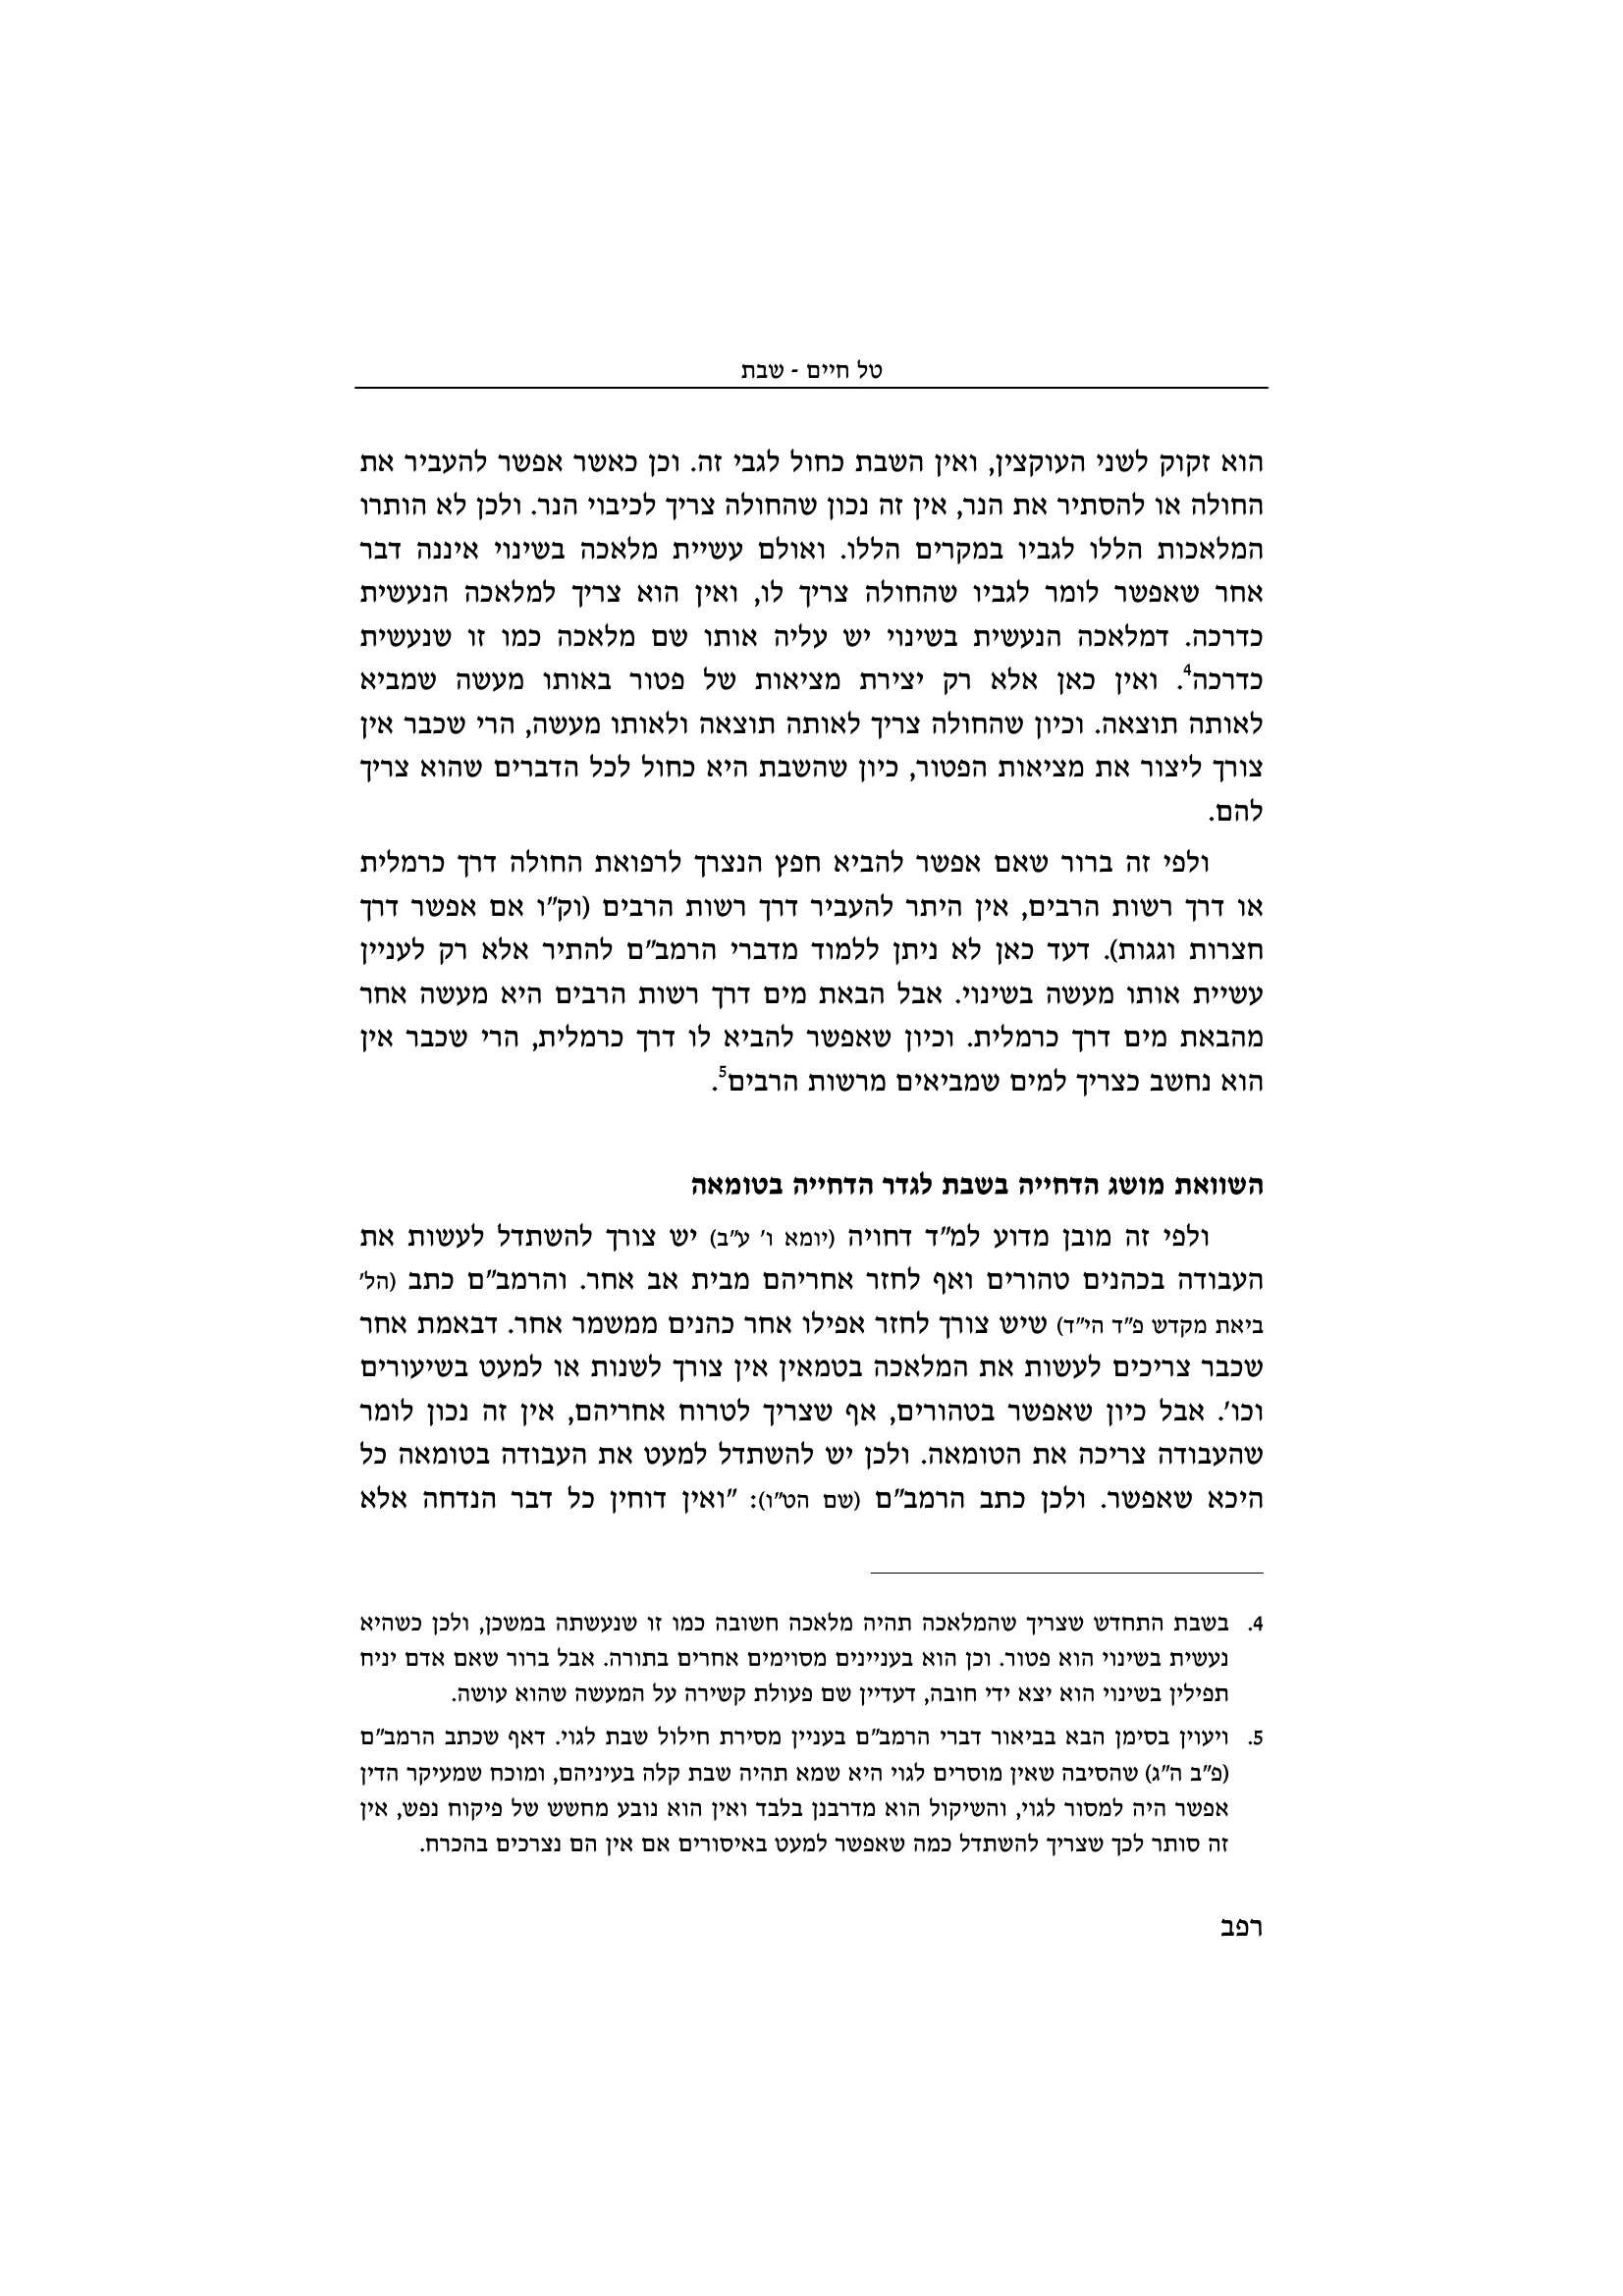 טל חיים - שבת
הוא זקוק לשני העוקצין, ואין השבת כחול לגבי זה. וכן כאשר אפשר להעביר את
החולה או להסתיר את הנר, אין זה נכון שהחולה צריך לכיבוי הנר. ולכן לא הותרו
המלאכות הללו לגביו במקרים הללו. ואולם עשיית מלאכה בשינוי איננה דבר
אחר שאפשר לומר לגביו שהחולה צריך לו, ואין הוא צריך למלאכה הנעשית
כדרכה. דמלאכה הנעשית בשינוי יש עליה אותו שם מלאכה כמו זו שנעשית
כדרכה4. ואין כאן אלא רק יצירת מציאות של פטור באותו מעשה שמביא
לאותה תוצאה. וכיון שהחולה צריך לאותה תוצאה ולאותו מעשה, הרי שכבר אין
צורך ליצור את מציאות הפטור, כיון שהשבת היא כחול לכל הדברים שהוא צריך
להם.
ולפי זה ברור שאם אפשר להביא חפץ הנצרך לרפואת החולה דרך כרמלית
או דרך רשות הרבים, אין היתר להעביר דרך רשות הרבים (וק"ו אם אפשר דרך
חצרות וגגות). דעד כאן לא ניתן ללמוד מדברי הרמב"ם להתיר אלא רק לעניין
עשיית אותו מעשה בשינוי. אבל הבאת מים דרך רשות הרבים היא מעשה אחר
מהבאת מים דרך כרמלית. וכיון שאפשר להביא לו דרך כרמלית, הרי שכבר אין
הוא נחשב כצריך למים שמביאים מרשות הרבים5.
השוואת מושג הדחייה בשבת לגדר הדחייה בטומאה
ולפי זה מובן מדוע למ"ד דחויה (יומא ו' ע"ב) יש צורך להשתדל לעשות את
העבודה בכהנים טהורים ואף לחזר אחריהם מבית אב אחר. והרמב"ם כתב (הל'
ביאת מקדש פ"ד הי"ד) שיש צורך לחזר אפילו אחר כהנים ממשמר אחר. דבאמת אחר
שכבר צריכים לעשות את המלאכה בטמאין אין צורך לשנות או למעט בשיעורים
וכו'. אבל כיון שאפשר בטהורים, אף שצריך לטרוח אחריהם, אין זה נכון לומר
שהעבודה צריכה את הטומאה. ולכן יש להשתדל למעט את העבודה בטומאה כל
היכא שאפשר. ולכן כתב הרמב"ם (שם הט"ו): "ואין דוחין כל דבר הנדחה אלא
4. בשבת התחדש שצריך שהמלאכה תהיה מלאכה חשובה כמו זו שנעשתה במשכן, ולכן כשהיא
נעשית בשינוי הוא פטור. וכן הוא בעניינים מסוימים אחרים בתורה. אבל ברור שאם אדם יניח
תפילין בשינוי הוא יצא ידי חובה, דעדיין שם פעולת קשירה על המעשה שהוא עושה.
5. ויעוין בסימן הבא בביאור דברי הרמב"ם בעניין מסירת חילול שבת לגוי. דאף שכתב הרמב"ם
(פ"ב ה"ג) שהסיבה שאין מוסרים לגוי היא שמא תהיה שבת קלה בעיניהם, ומוכח שמעיקר הדין
אפשר היה למסור לגוי, והשיקול הוא מדרבנן בלבד ואין הוא נובע מחשש של פיקוח נפש, אין
זה סותר לכך שצריך להשתדל כמה שאפשר למעט באיסורים אם אין הם נצרכים בהכרח.
רפב